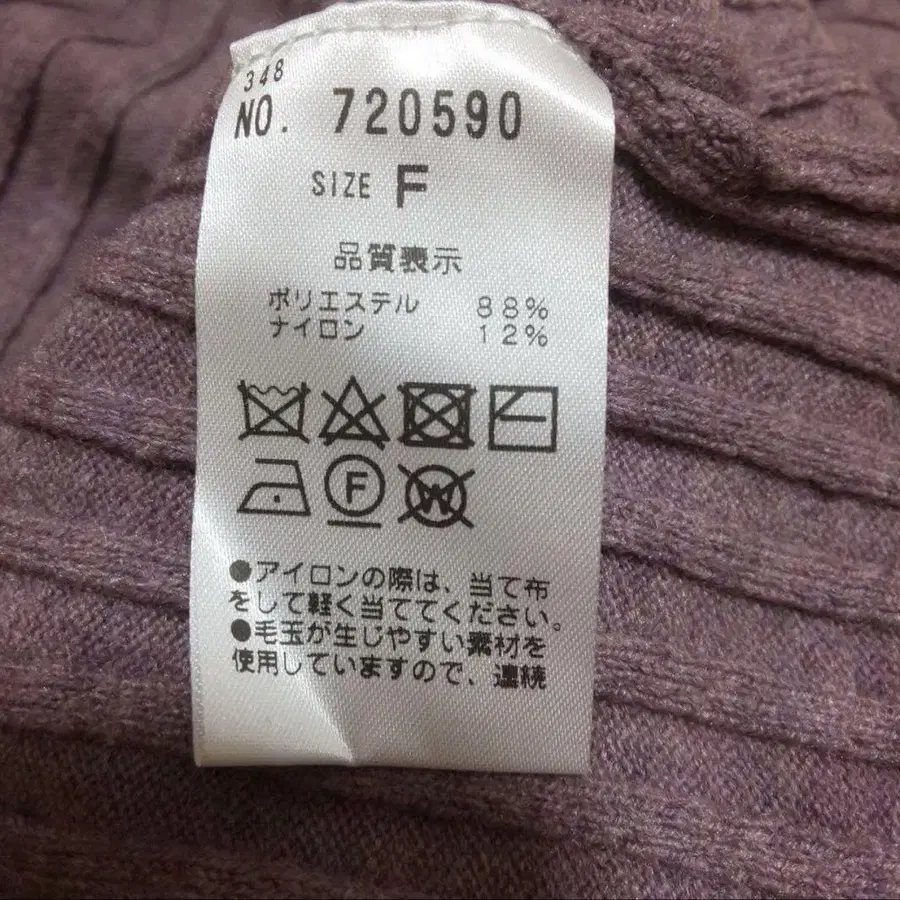 348
NO. 720590
SIZE F
品質表示
ポリエステル 88%
ナイロン 12%
F W
●アイロンの際は、当て布
をして軽く当ててください。
●毛玉が生じやすい素材を
使用していますので、連続